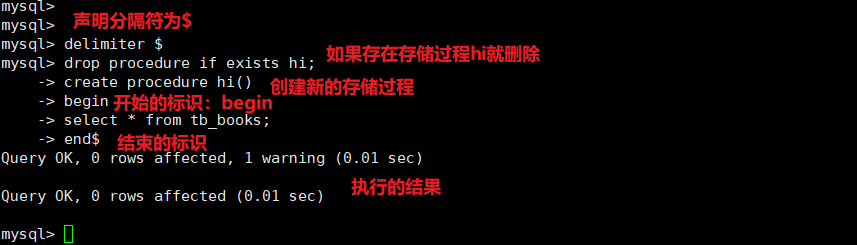 mysql>
mysql> 声明分隔符为$
mysql> delimiter $
mysql> drop procedure if exists hi; 如果存在存储过程hi就删除
-> create procedure hi() 创建新的存储过程
-> begin 开始的标识：begin
-> select * from tb_books;
-> end$ 结束的标识
Query OK, 0 rows affected, 1 warning (0.01 sec)
Query OK, 0 rows affected (0.01 sec) 执行的结果
mysql>